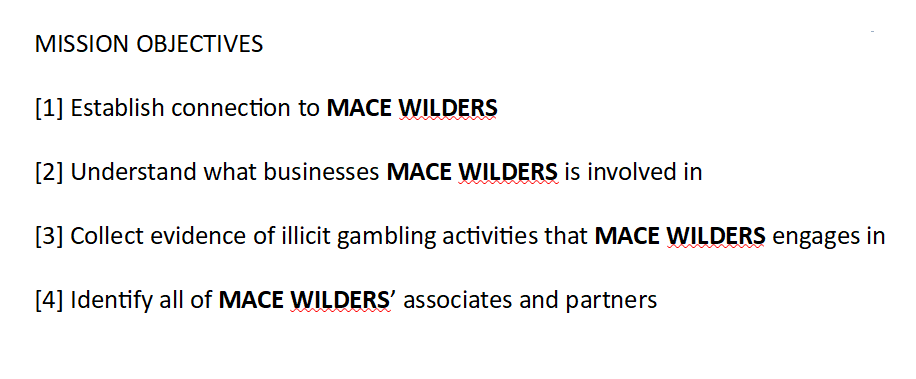 MISSION OBJECTIVES
[1] Establish connection to MACE WILDERS
[2] Understand what businesses MACE WILDERS is involved in
[3] Collect evidence of illicit gambling activities that MACE WILDERS engages in
[4] Identify all of MACE WILDERS’ associates and partners